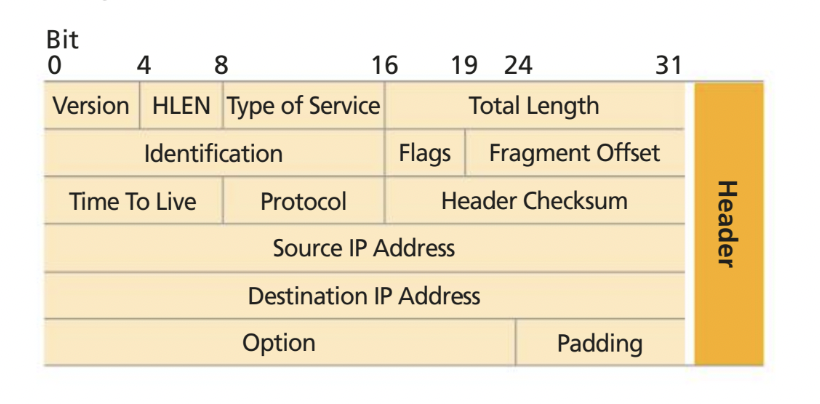 Bit
0 4 8 16 19 24 31
Version HLEN Type of Service Total Length
Identification Flags Fragment Offset
Time To Live Protocol Header Checksum
Source IP Address
Destination IP Address
Option Padding
Header